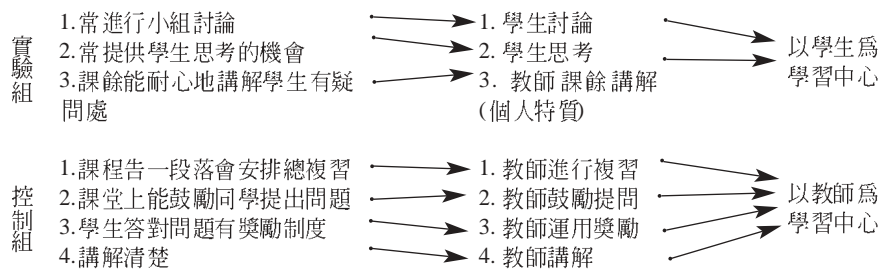 實驗組
1.常進行小組討論
2.常提供學生思考的機會
3.課餘能耐心地講解學生有疑
問處
1. 學生討論
2. 學生思考
3. 教師課餘講解
(個人特質)
以學生爲
學習中心
控制組
1.課程告一段落會安排總複習
2.課堂上能鼓勵同學提出問題
3.學生答對問題有獎勵制度
4.講解清楚
1. 教師進行複習
2. 教師鼓勵提問
3. 教師運用獎勵
4. 教師講解
以教師爲
學習中心